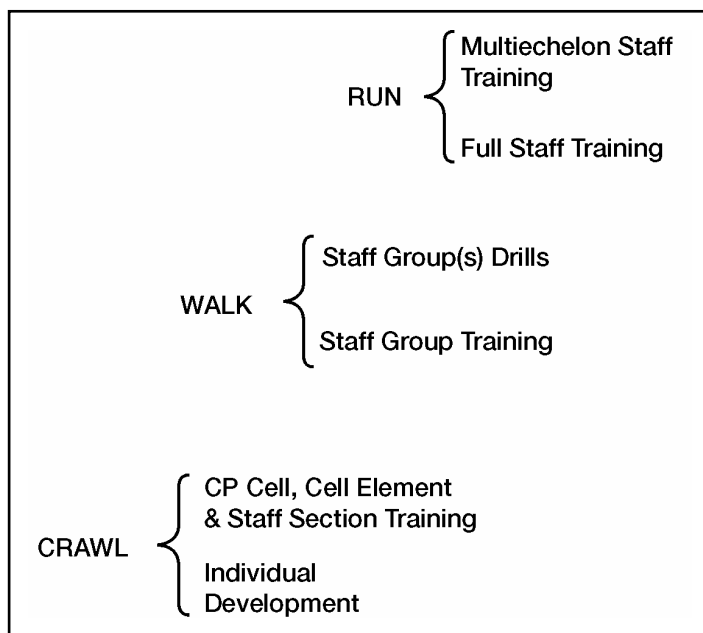 RUN
Multiechelon Staff
Training
Full Staff Training
WALK
Staff Group(s) Drills
Staff Group Training
CRAWL
CP Cell, Cell Element
& Staff Section Training
Individual
Development